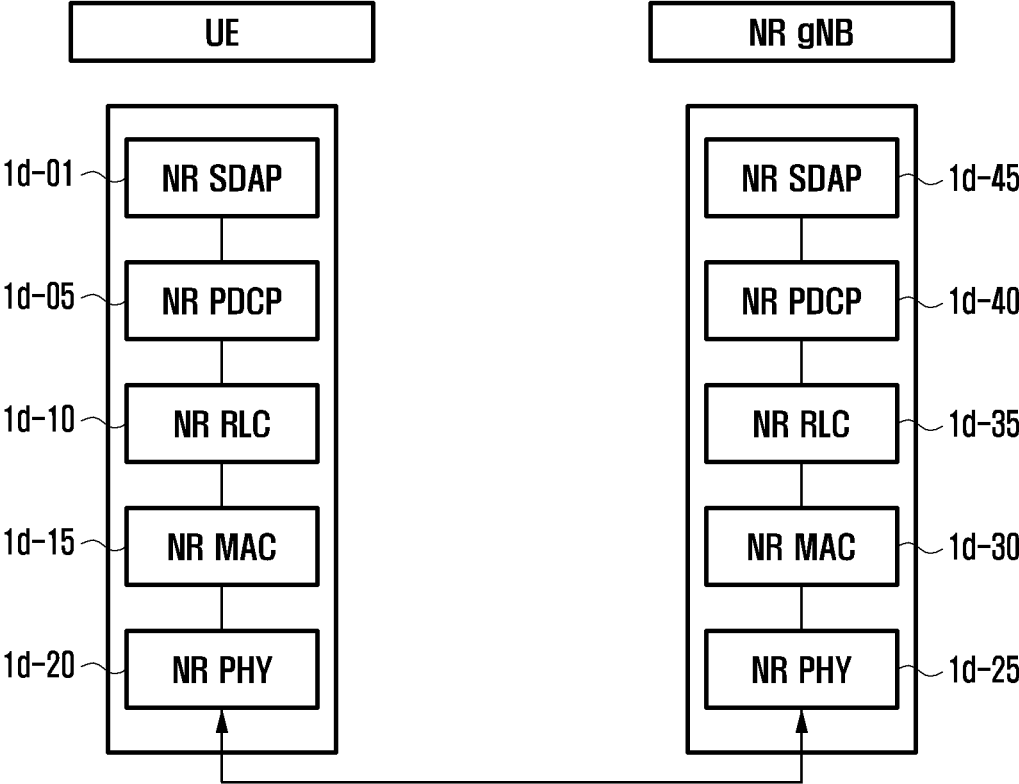 UE NR gNB
1d-01 NR SDAP NR SDAP 1d-45
1d-05 NR PDCP NR PDCP 1d-40
1d-10 NR RLC NR RLC 1d-35
1d-15 NR MAC NR MAC 1d-30
1d-20 NR PHY NR PHY 1d-25